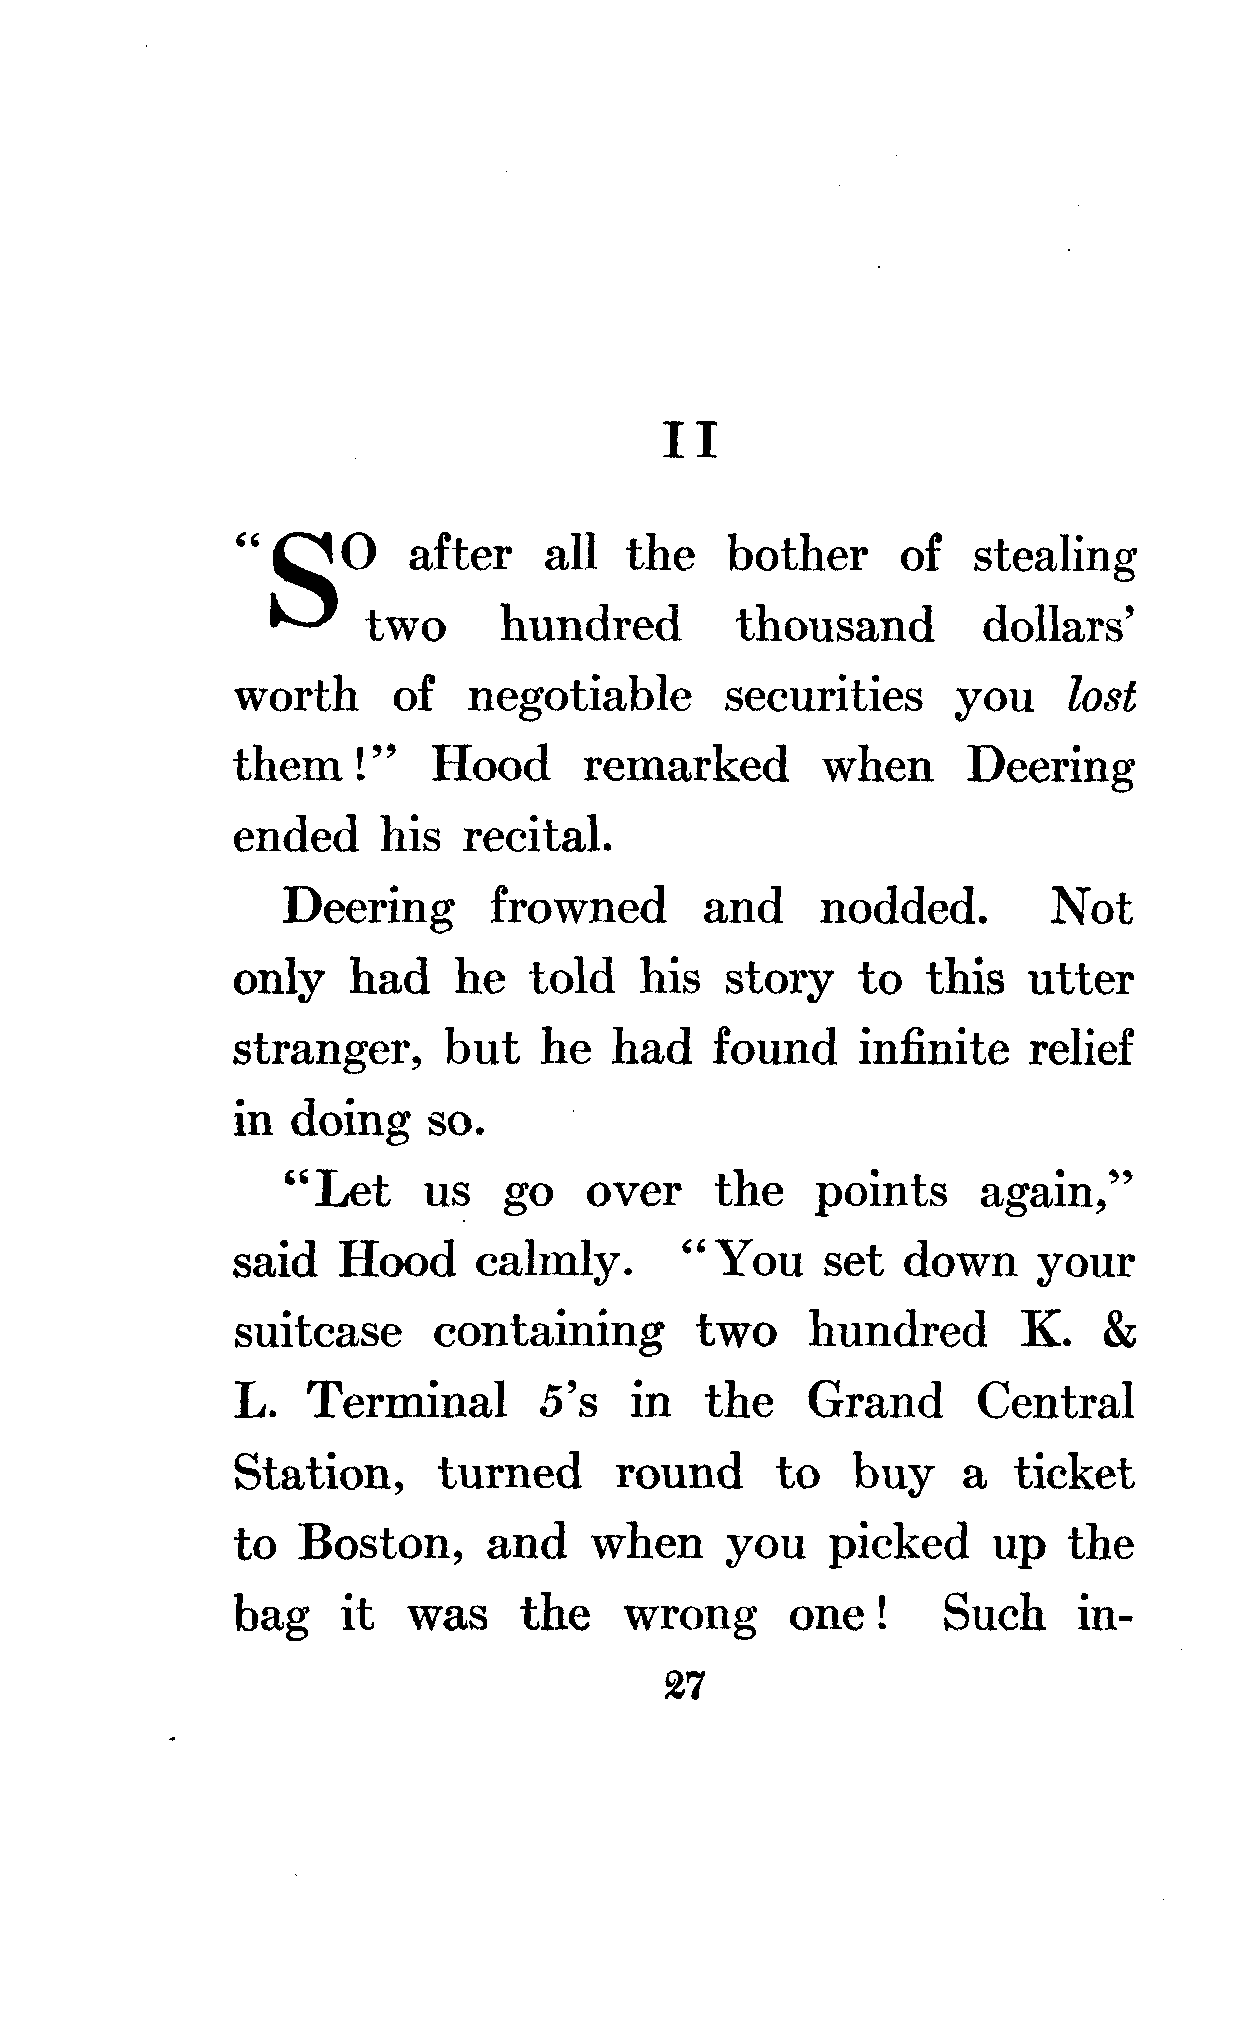 II
“SO after all the bother of stealing
two hundred thousand dollars’
worth of negotiable securities you lost
them!” Hood remarked when Deering
ended his recital.
Deering frowned and nodded. Not
only had he told his story to this utter
stranger, but he had found infinite relief
in doing so.
“Let us go over the points again,”
said Hood calmly. “You set down your
suitcase containing two hundred K. &
L. Terminal 5’s in the Grand Central
Station, turned round to buy a ticket
to Boston, and when you picked up the
bag it was the wrong one! Such in-
27